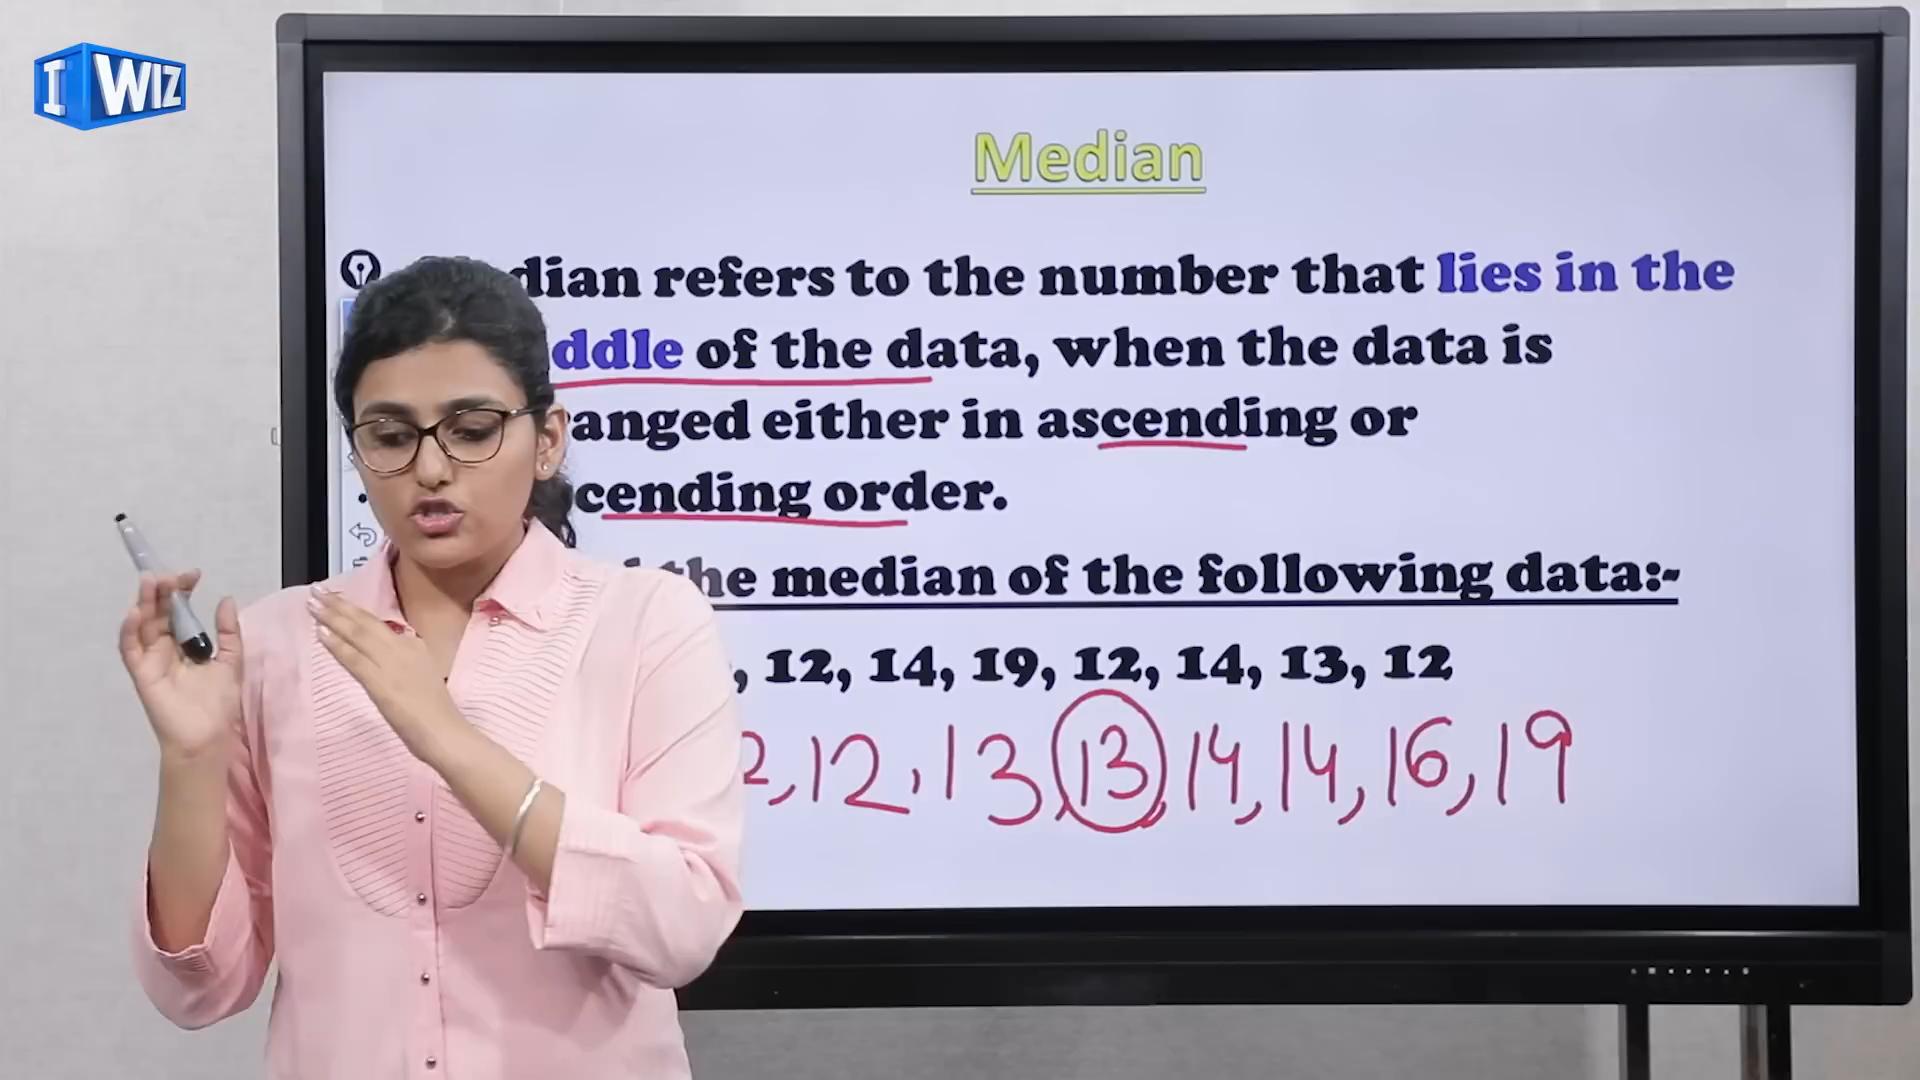 I WIZ
Median
dian refers to the number that lies in the
ddle of the data, when the data is
anged either in ascending or
cending order.
he median of the following data:-
, 12, 14, 19, 12, 14, 13, 12
2, 12, 13, 13, 14, 14, 16, 19